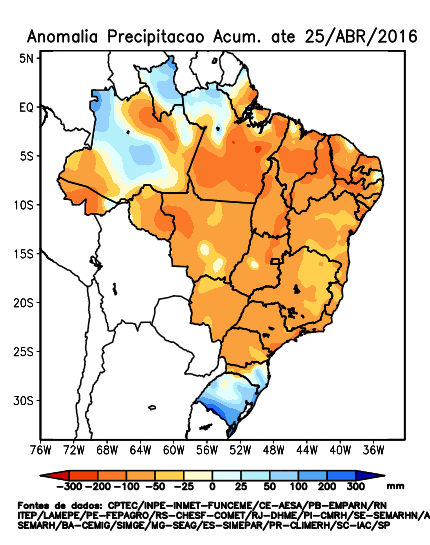 Anomalia Precipitacao Acum. ate 25/ABR/2016
5N
EQ
5S
10S
15S
20S
25S
30S
76W 72W 68W 64W 60W 56W 52W 48W 44W 40W 36W
-300 -200 -100 -50 -25 0 25 50 100 200 300 mm
Fontes de dados: CPTEC/INPE-INMET-FUNCEME/CE-AESA/PB-EMPARN/RN
ITEP/LAMEPE/PE-FEPAGRO/RS-CHESF-COMET/RJ-DHME/PI-CMRH/SE-SEMARHN/A
SEMARH/BA-CEMIG/SIMGE/MG-SEAG/ES-SIMEPAR/PR-CLIMERH/SC-IAC/SP